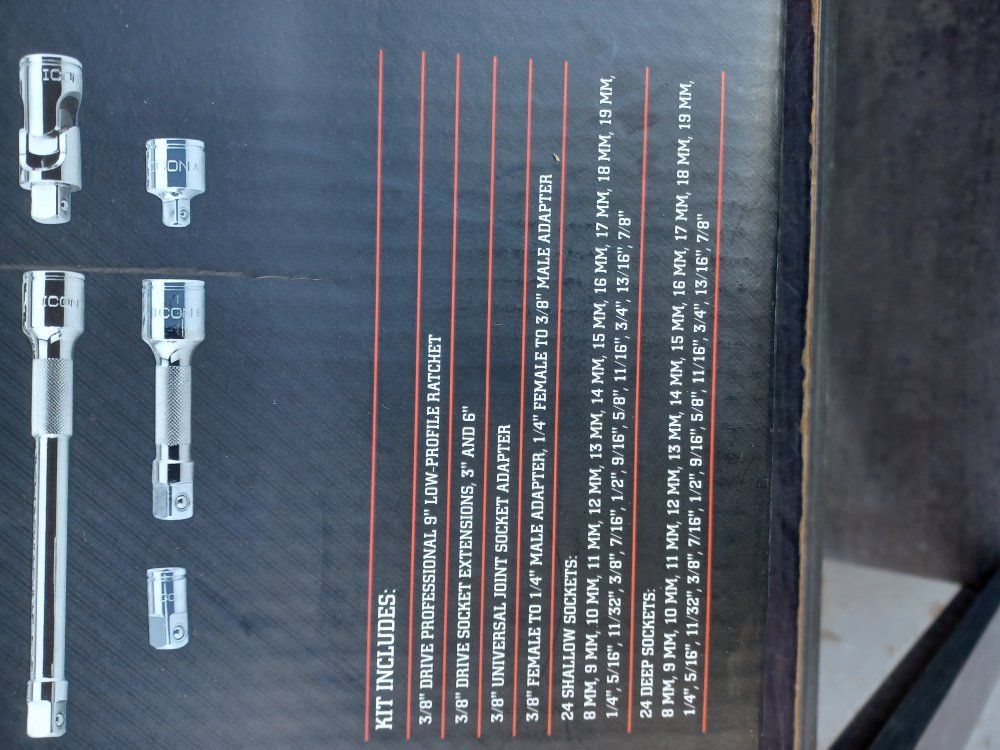 ICON
ICON
ICON
ICON
KIT INCLUDES:
3/8" DRIVE PROFESSIONAL 9" LOW-PROFILE RATCHET
3/8" DRIVE SOCKET EXTENSIONS, 3" AND 6"
3/8" UNIVERSAL JOINT SOCKET ADAPTER
3/8" FEMALE TO 1/4" MALE ADAPTER, 1/4" FEMALE TO 3/8" MALE ADAPTER
24 SHALLOW SOCKETS:
8 MM, 9 MM, 10 MM, 11 MM, 12 MM, 13 MM, 14 MM, 15 MM, 16 MM, 17 MM, 18 MM, 19 MM,
1/4", 5/16", 11/32", 3/8", 7/16", 1/2", 9/16", 5/8", 11/16", 3/4", 13/16", 7/8"
24 DEEP SOCKETS:
8 MM, 9 MM, 10 MM, 11 MM, 12 MM, 13 MM, 14 MM, 15 MM, 16 MM, 17 MM, 18 MM, 19 MM,
1/4", 5/16", 11/32", 3/8", 7/16", 1/2", 9/16", 5/8", 11/16", 3/4", 13/16", 7/8"